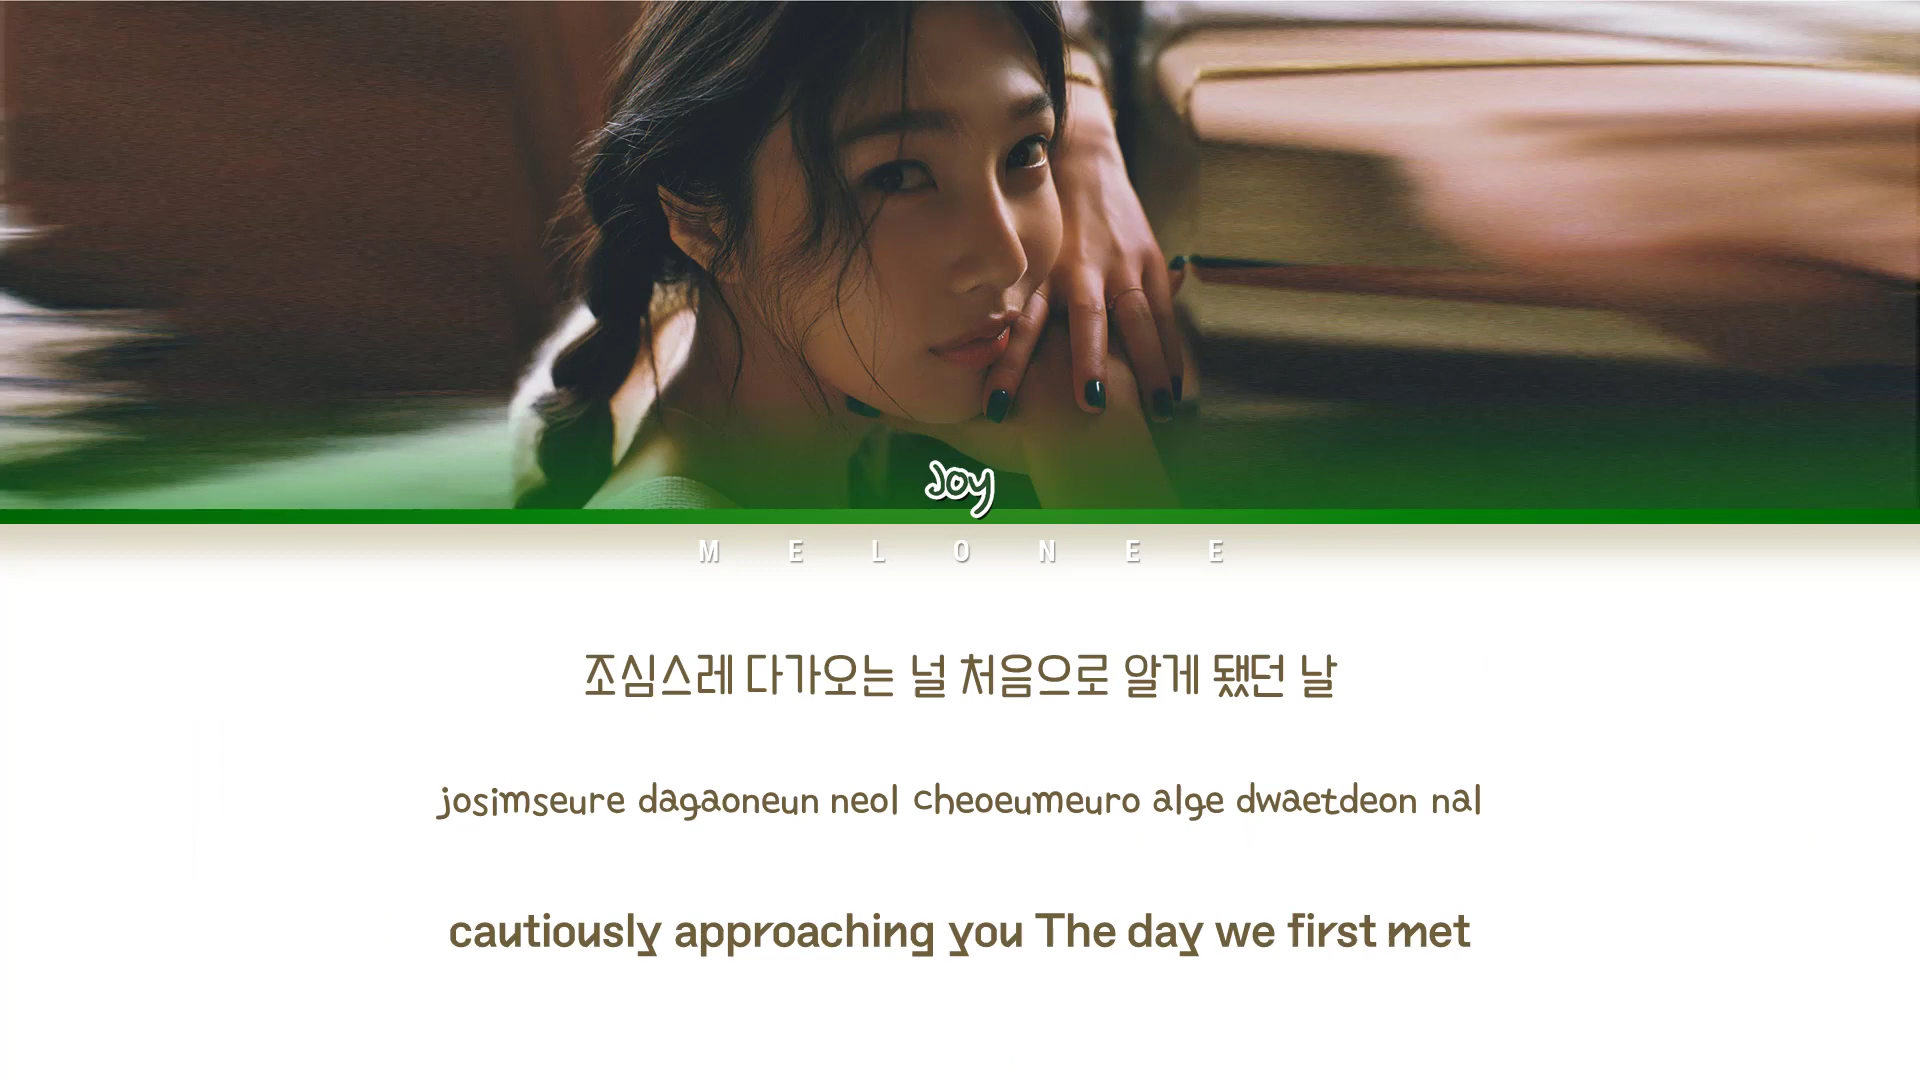 Joy
MELONEE
조심스레 다가오는 널 처음으로 알게 됐던 날
josimseure dagaoneun neol cheoeumeuro alge dwaetdeon nal
cautiously approaching you The day we first met